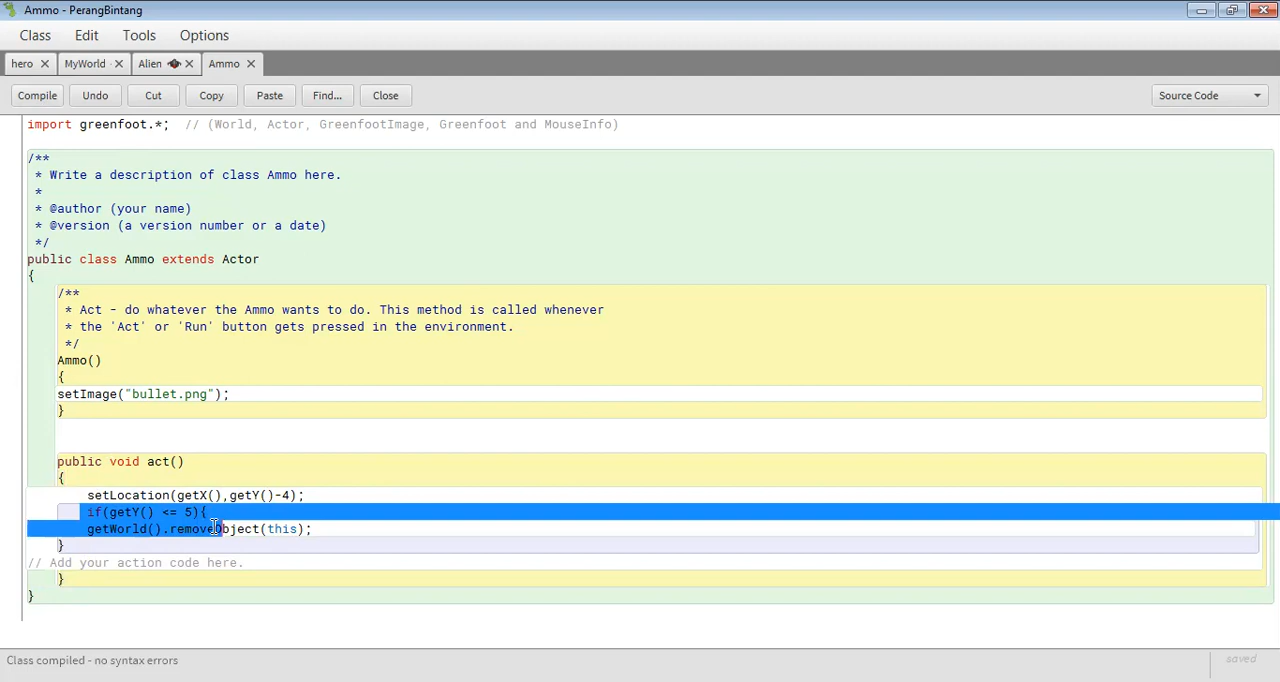 Ammo - PerangBintang
Class Edit Tools Options
hero MyWorld Alien Ammo
Compile Undo Cut Copy Paste Find... Close Source Code
import greenfoot.*;  // (World, Actor, GreenfootImage, Greenfoot and MouseInfo)
/**
 * Write a description of class Ammo here.
 *
 * @author (your name)
 * @version (a version number or a date)
 */
public class Ammo extends Actor
{
/**
 * Act - do whatever the Ammo wants to do. This method is called whenever
 * the 'Act' or 'Run' button gets pressed in the environment.
 */
Ammo()
{
setImage("bullet.png");
}
public void act()
{
setLocation(getX(),getY()-4);
if(getY() <= 5){
getWorld().removeObject(this);
}
// Add your action code here.
}
}
Class compiled - no syntax errors saved